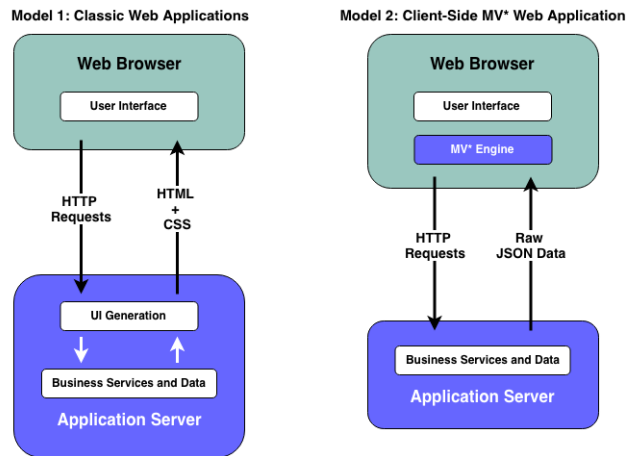 Model 1: Classic Web Applications
Web Browser
User Interface
HTTP
Requests
HTML
+
CSS
UI Generation
Business Services and Data
Application Server
Model 2: Client-Side MV* Web Application
Web Browser
User Interface
MV* Engine
HTTP
Requests
Raw
JSON Data
Business Services and Data
Application Server